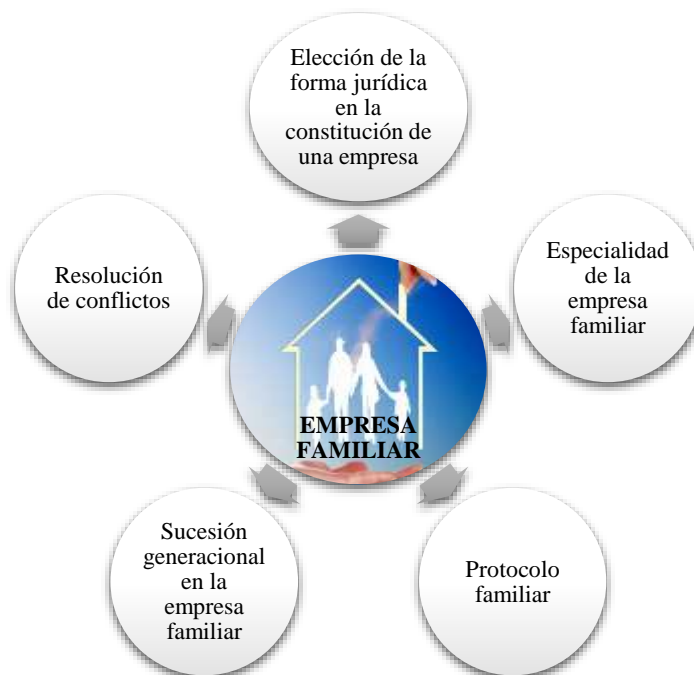 Elección de la
forma jurídica
en la
constitución de
una empresa
Resolución
de conflictos
Especialidad
de la
empresa
familiar
EMPRESA
FAMILIAR
Sucesión
generacional
en la
empresa
familiar
Protocolo
familiar